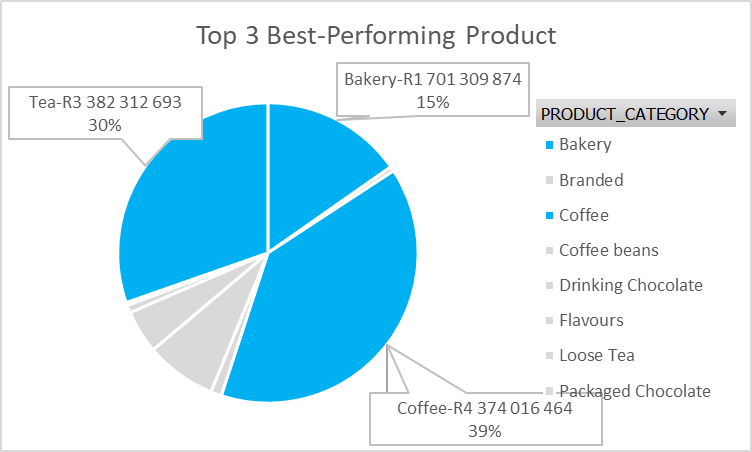 Top 3 Best-Performing Product
Bakery-R1 701 309 874
15%
Tea-R3 382 312 693
30%
Coffee-R4 374 016 464
39%
PRODUCT_CATEGORY
Bakery
Branded
Coffee
Coffee beans
Drinking Chocolate
Flavours
Loose Tea
Packaged Chocolate